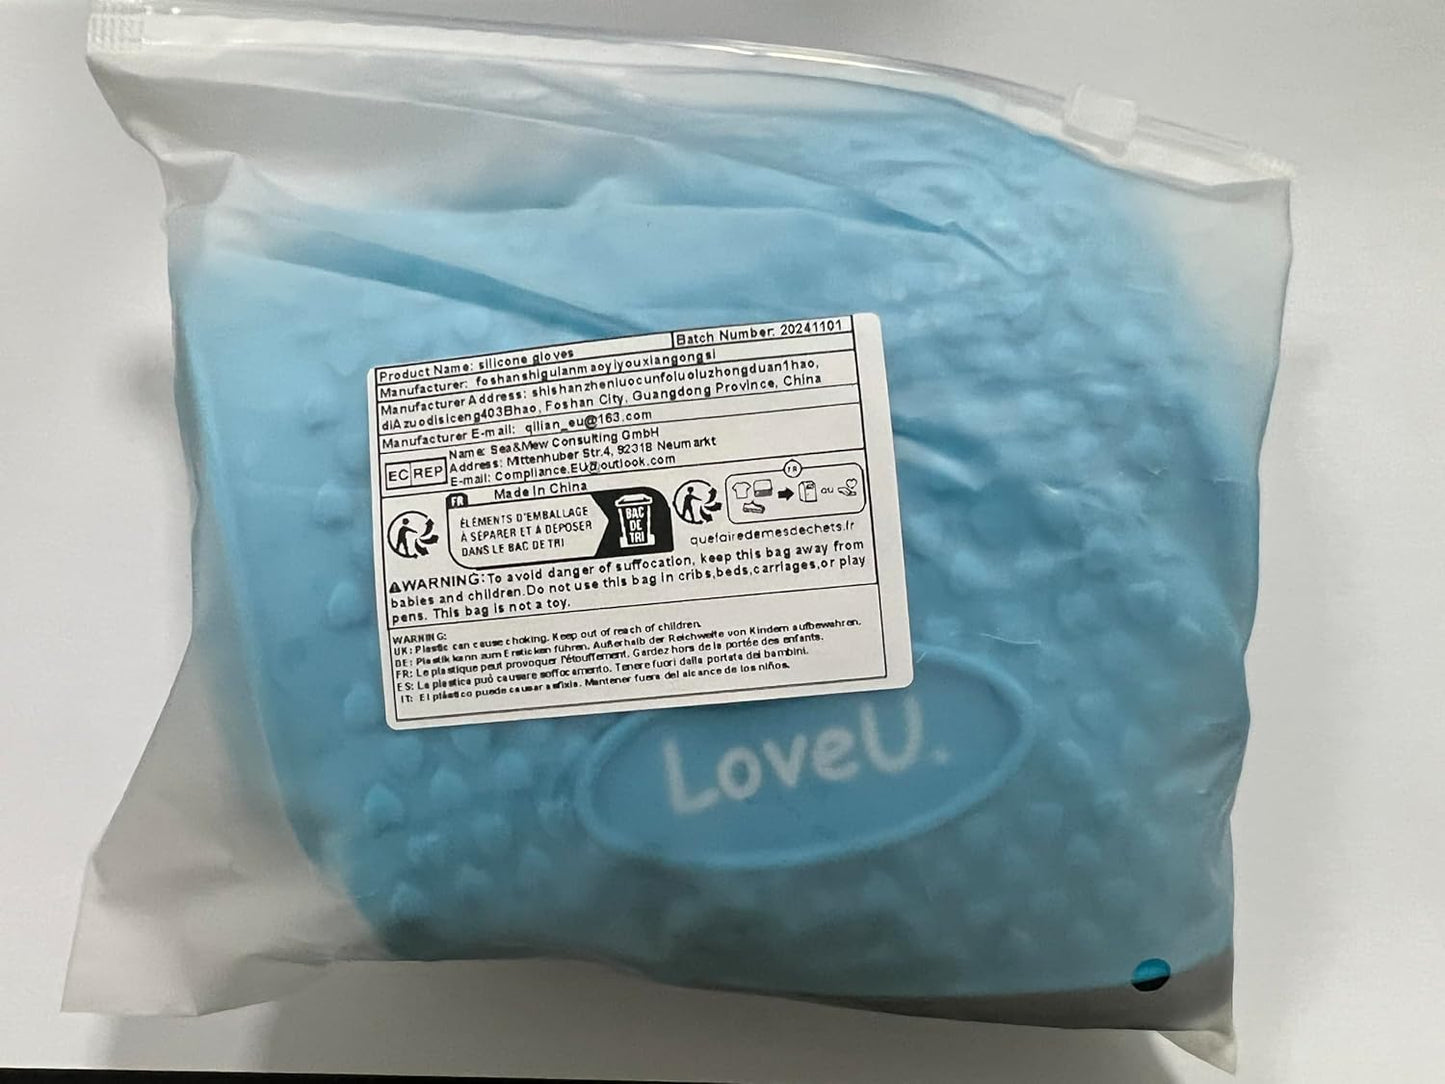 Product Name: silicone gloves
Batch Number: 20241101
Manufacturer: foshanshigulanmaoyiyouxiangongsi
Manufacturer Address: shishanzhenluocunfoluoluzhongduan1hao,
diAzuodisiceng403Bhao, Foshan City, Guangdong Province, China
Manufacturer E-mail: qilian_eu@163.com
EC REP
Name: Sea&Mew Consulting GmbH
Address: Mittenhuber Str.4, 92318 Neumarkt
E-mail: Compliance.EU@outlook.com
Made in China
FR
ÉLÉMENTS D'EMBALLAGE
À SÉPARER ET À DÉPOSER
DANS LE BAC DE TRI
BAC
DE
TRI
FR
au
quefairedemesdechets.fr
WARNING: To avoid danger of suffocation, keep this bag away from
babies and children.Do not use this bag in cribs,beds,carriages,or play
pens. This bag is not a toy.
WARNING:
UK: Plastic can cause choking. Keep out of reach of children.
DE: Plastik kann zum Ersticken führen. Außerhalb der Reichweite von Kindern aufbewahren.
FR: Le plastique peut provoquer l'étouffement. Gardez hors de la portée des enfants.
ES: La plastica può causare soffocamento. Tenere fuori dalla portata dei bambini.
IT: El plástico puede causar asfixia. Mantener fuera del alcance de los niños.
LoveU.